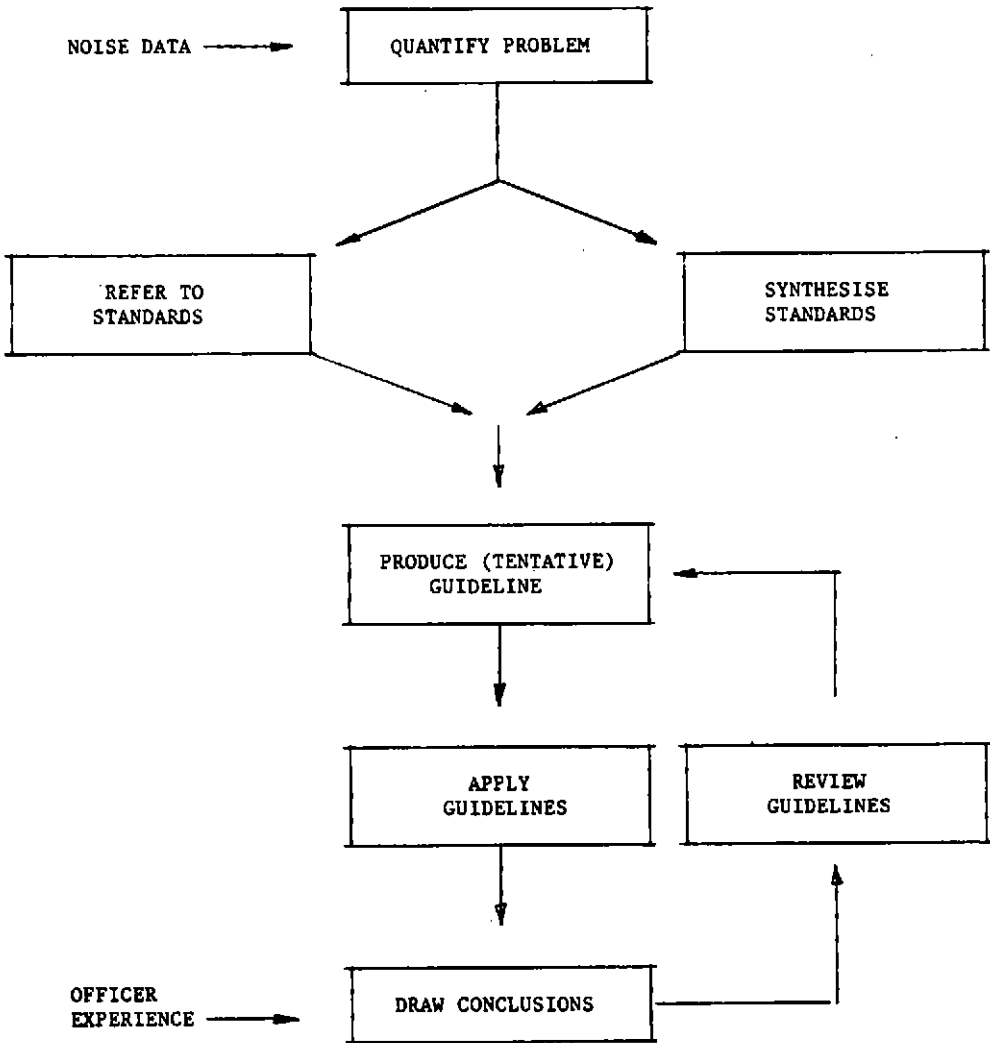 NOISE DATA
QUANTIFY PROBLEM
REFER TO
STANDARDS
SYNTHESISE
STANDARDS
PRODUCE (TENTATIVE)
GUIDELINE
APPLY
GUIDELINES
REVIEW
GUIDELINES
OFFICER
EXPERIENCE
DRAW CONCLUSIONS